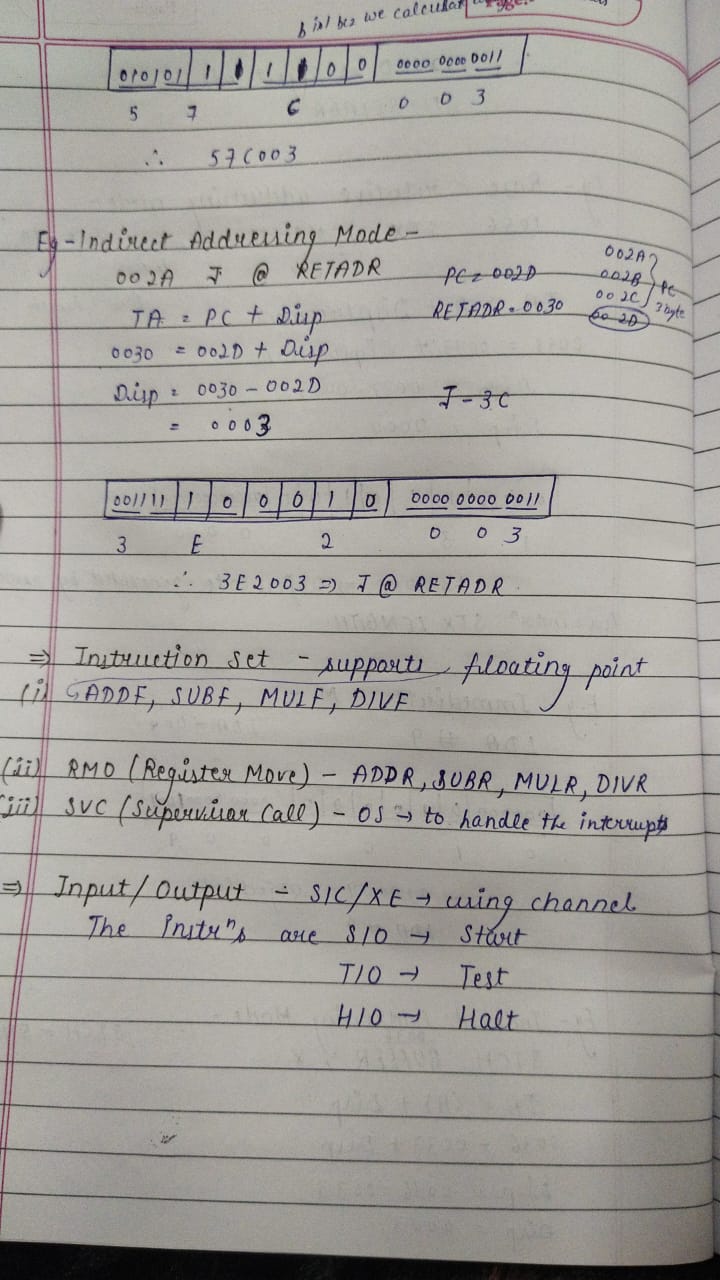 bcz we calculat
010101 1 1 1 1 0 0 0000 0000 0011
5 7 C 0 0 3
∴ 57C003
Eg - Indirect Addressing Mode -
002A J @ RETADR
PC = 002D
002A
002B
002C
002D
PC
3 byte
TA = PC + Disp
RETADR = 0030
0030 = 002D + Disp
Disp = 0030 - 002D
J - 3C
= 0003
001111 1 0 0 0 1 0 0000 0000 0011
3 E 2 0 0 3
∴ 3E2003 => J @ RETADR.
=> Instruction set - supports floating point
(i) ADDF, SUBF, MULF, DIVF
(ii) RMO (Register Move) - ADDR, SUBR, MULR, DIVR
(iii) SVC (Supervisor Call) - OS → to handle the interrupts
=> Input/Output - SIC/XE → using channel
The Instrⁿs are SIO → Start
TIO → Test
HIO → Halt